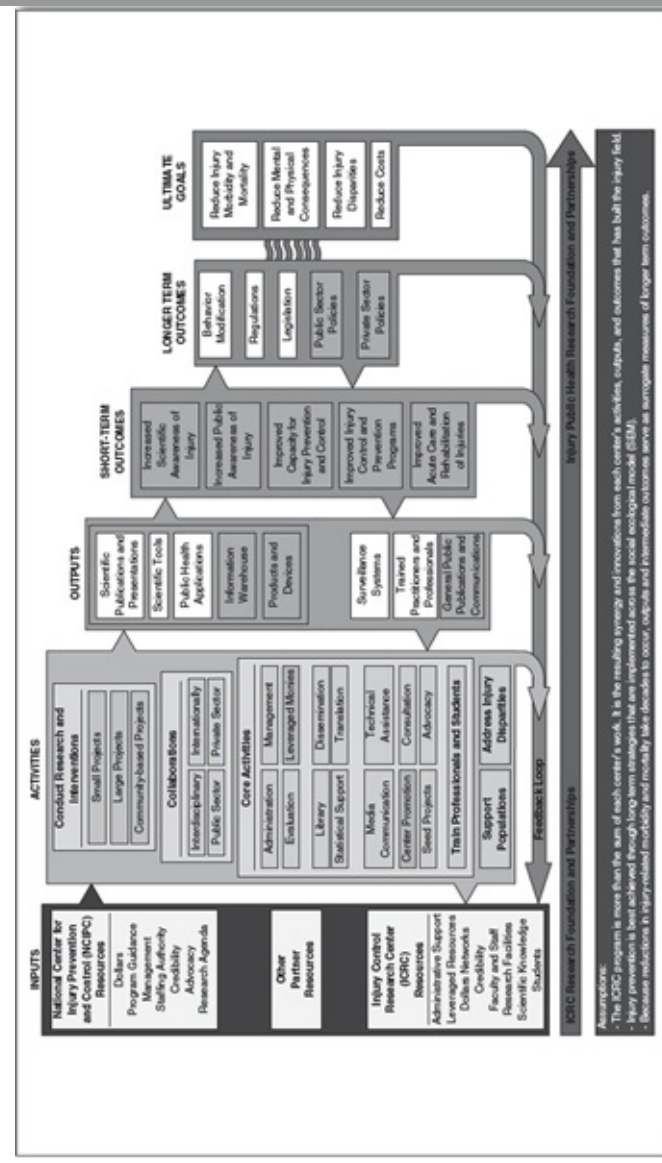 INPUTS
National Center for
Injury Prevention
and Control (NCIPC)
Resources
Dollars
Program Guidance
Management
Staffing Authority
Credibility
Advocacy
Research Agenda
Other
Partner
Resources
Injury Control
Research Center
(ICRC)
Resources
Administrative Support
Leveraged Resources
Dollars Networks
Credibility
Faculty and Staff
Research Facilities
Scientific Knowledge
Students
ACTIVITIES
Conduct Research and
Interventions
Small Projects
Large Projects
Community-based Projects
Collaborations
Interdisciplinary
Internationally
Public Sector
Private Sector
Core Activities
Administration
Management
Evaluation
Leveraged Monies
Library
Dissemination
Statistical Support
Translation
Media
Communication
Technical
Assistance
Center Promotion
Consultation
Seed Projects
Advocacy
Train Professionals and Students
Support
Populations
Address Injury
Disparities
OUTPUTS
Scientific
Publications and
Presentations
Scientific Tools
Public Health
Applications
Information
Warehouse
Products and
Devices
Surveillance
Systems
Trained
Practitioners and
Professionals
General Public
Publications and
Communications
SHORT-TERM
OUTCOMES
Increased
Scientific
Awareness of
Injury
Increased Public
Awareness of
Injury
Improved
Capacity for
Injury Prevention
and Control
Improved Injury
Control and
Prevention
Programs
Improved
Acute Care and
Rehabilitation
of Injuries
LONGER TERM
OUTCOMES
Behavior
Modification
Regulations
Legislation
Public Sector
Policies
Private Sector
Policies
ULTIMATE
GOALS
Reduce Injury
Morbidity and
Mortality
Reduce Mental
and Physical
Consequences
Reduce Injury
Disparities
Reduce Costs
Feedback Loop
ICRC Research Foundation and Partnerships
Injury Public Health Research Foundation and Partnerships
Assumptions:
- The ICRC program is more than the sum of each center's work. It is the resulting synergy and innovations from each center's activities, outputs, and outcomes that has built the injury field.
- Injury prevention is best achieved through long-term strategies that are implemented across the social ecological model (SEM).
- Because reductions in injury-related morbidity and mortality take decades to occur, outputs and intermediate outcomes serve as surrogate measures of longer term outcomes.